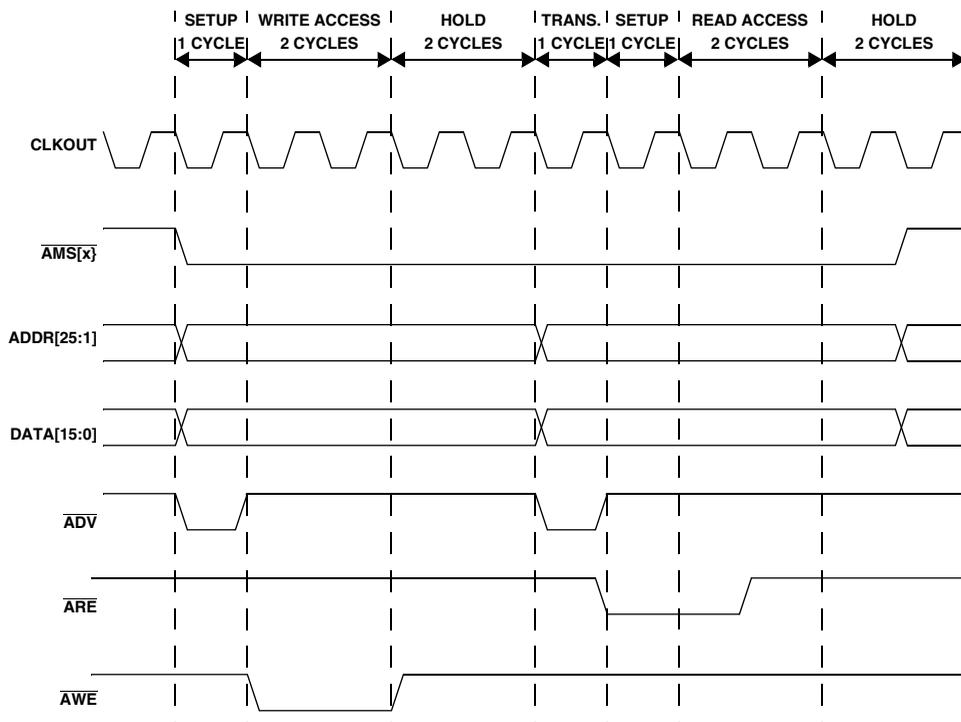 SETUP WRITE ACCESS HOLD TRANS. SETUP READ ACCESS HOLD
1 CYCLE 2 CYCLES 2 CYCLES 1 CYCLE 1 CYCLE 2 CYCLES 2 CYCLES
CLKOUT
AMS[x}
ADDR[25:1]
DATA[15:0]
ADV
ARE
AWE